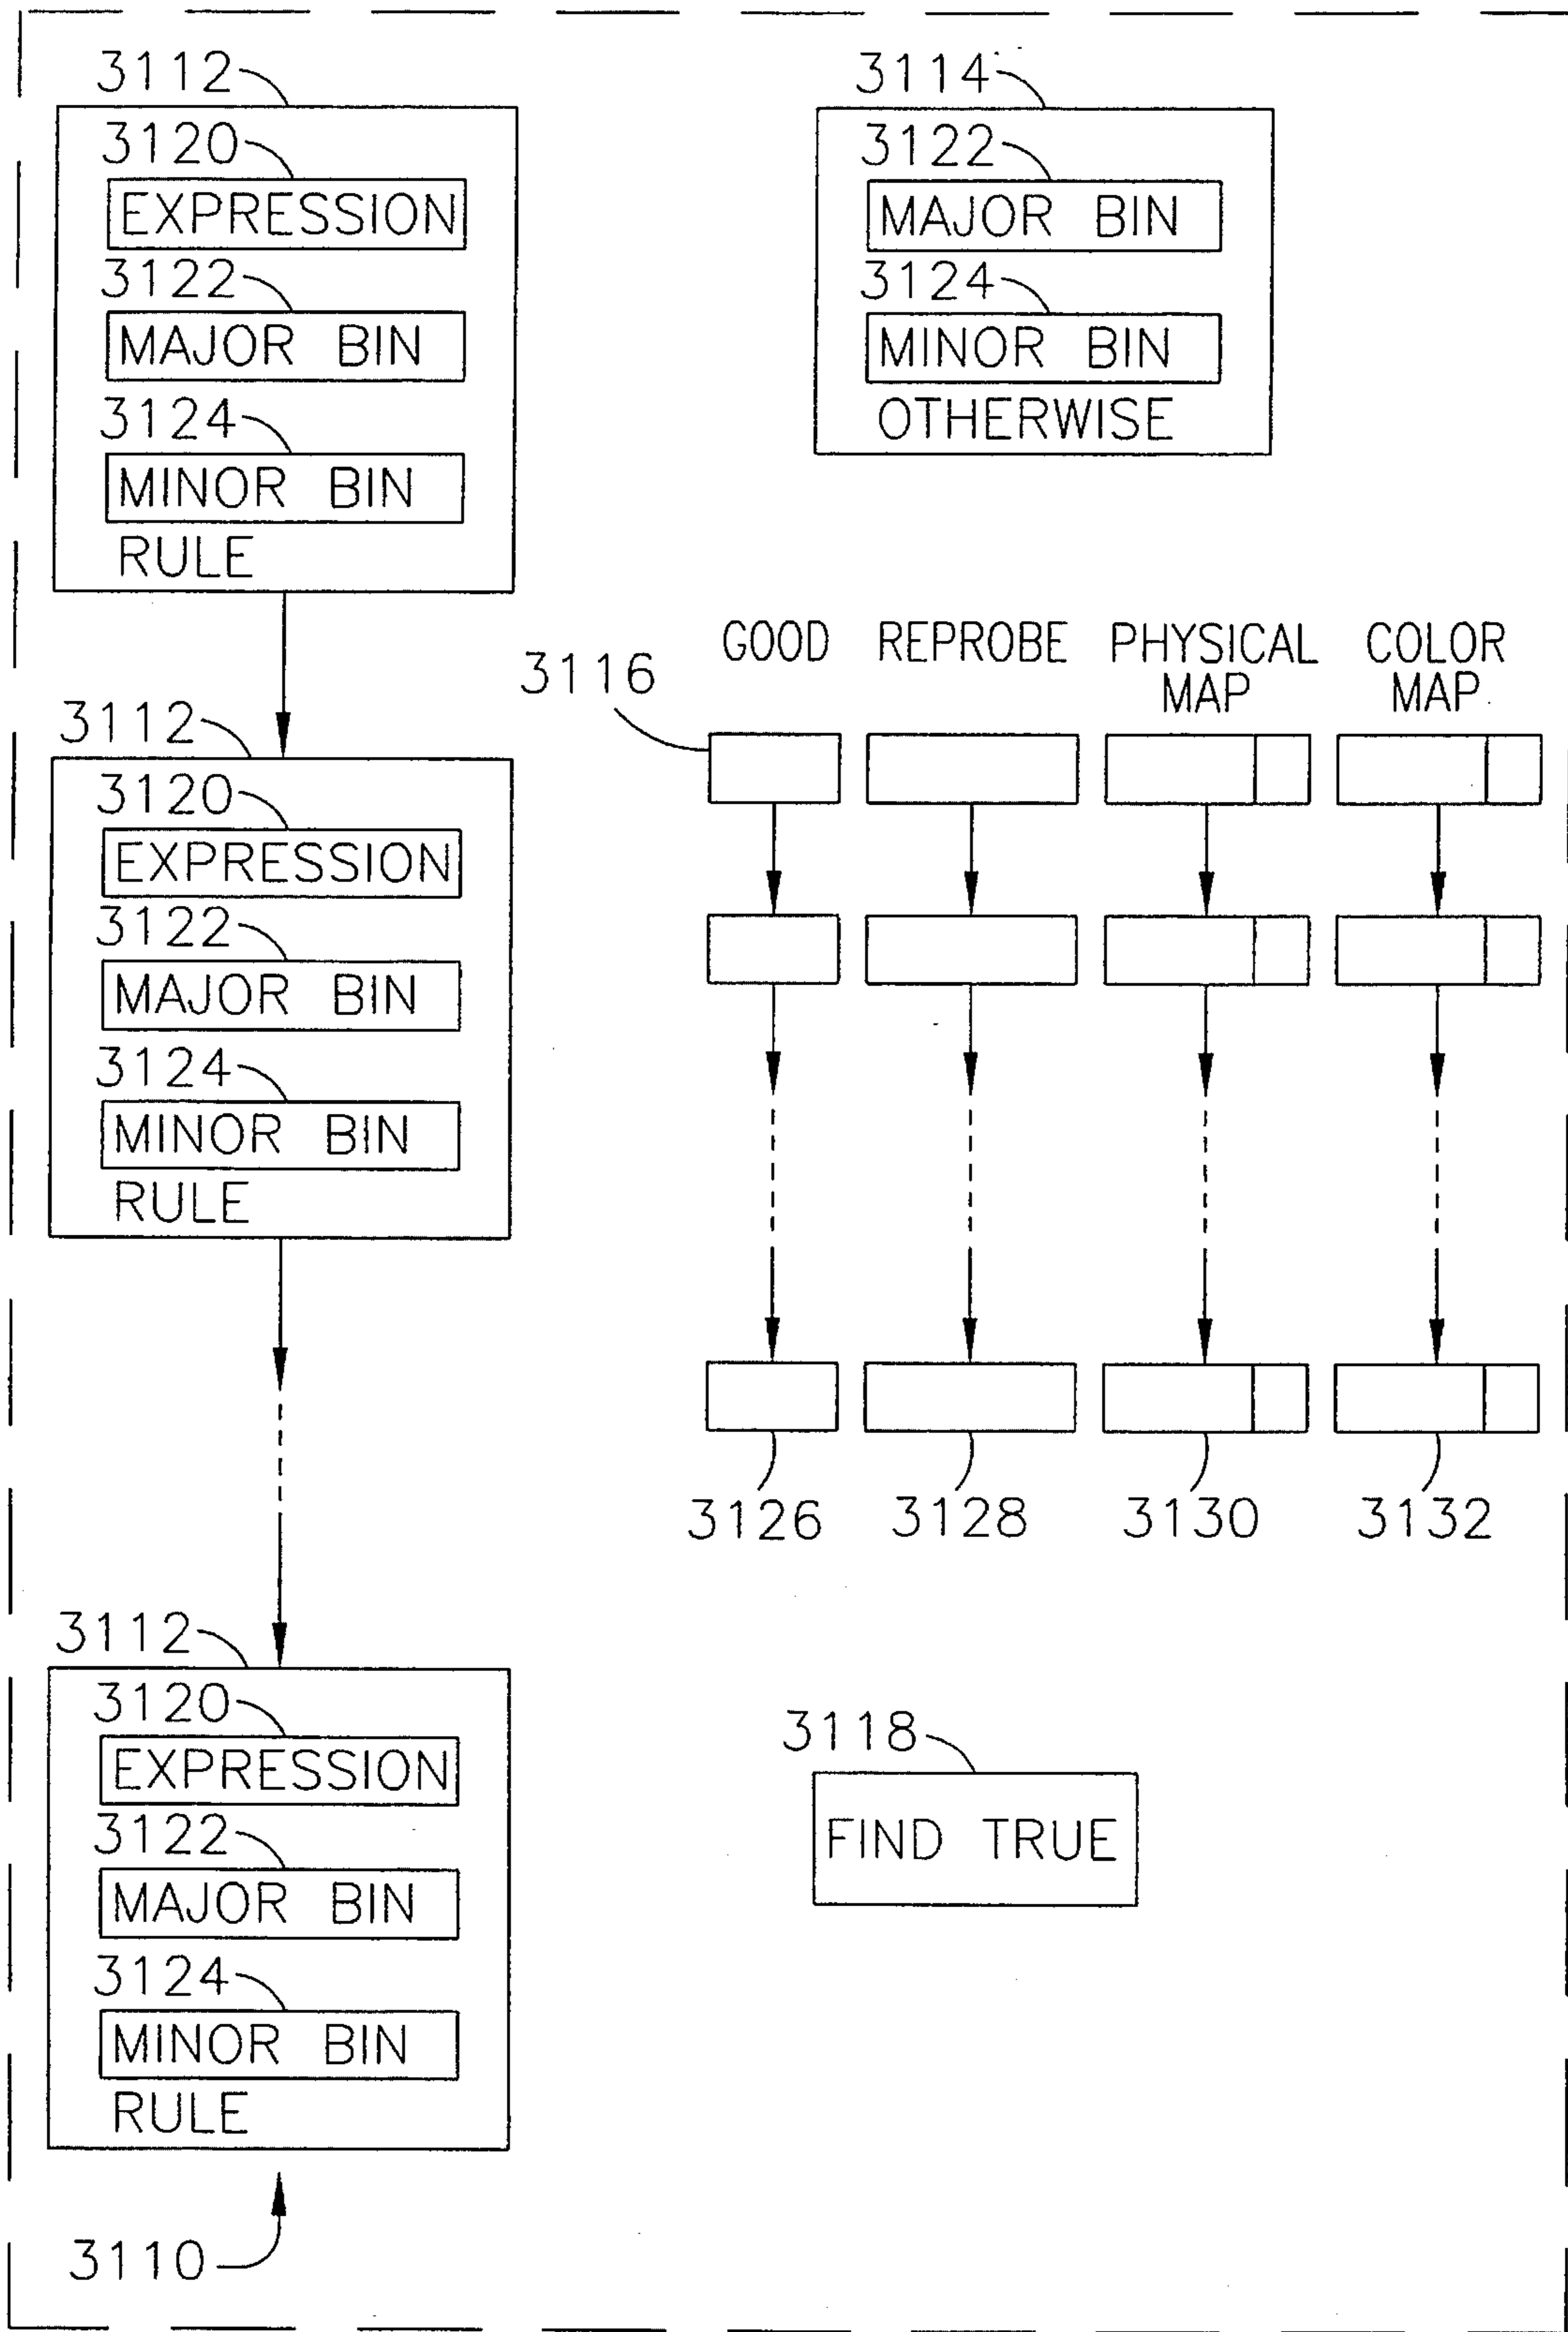 3112
3120
EXPRESSION
3122
MAJOR BIN
3124
MINOR BIN
RULE
3114
3122
MAJOR BIN
3124
MINOR BIN
OTHERWISE
3112
3120
EXPRESSION
3122
MAJOR BIN
3124
MINOR BIN
RULE
3116
GOOD
REPROBE
PHYSICAL
MAP
COLOR
MAP
3126
3128
3130
3132
3112
3120
EXPRESSION
3122
MAJOR BIN
3124
MINOR BIN
RULE
3110
3118
FIND TRUE